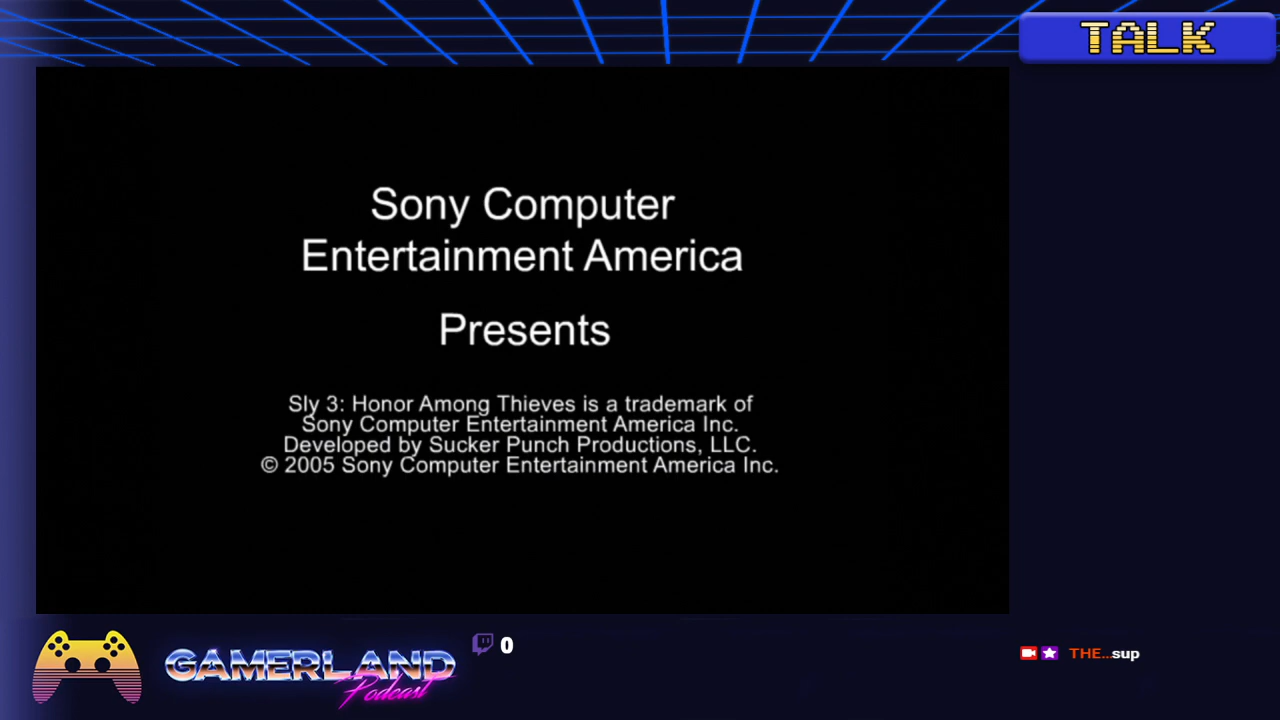 TALK
Sony Computer
Entertainment America
Presents
Sly 3: Honor Among Thieves is a trademark of
Sony Computer Entertainment America Inc.
Developed by Sucker Punch Productions, LLC.
© 2005 Sony Computer Entertainment America Inc.
GAMERLAND
Podcast
0
THE...sup